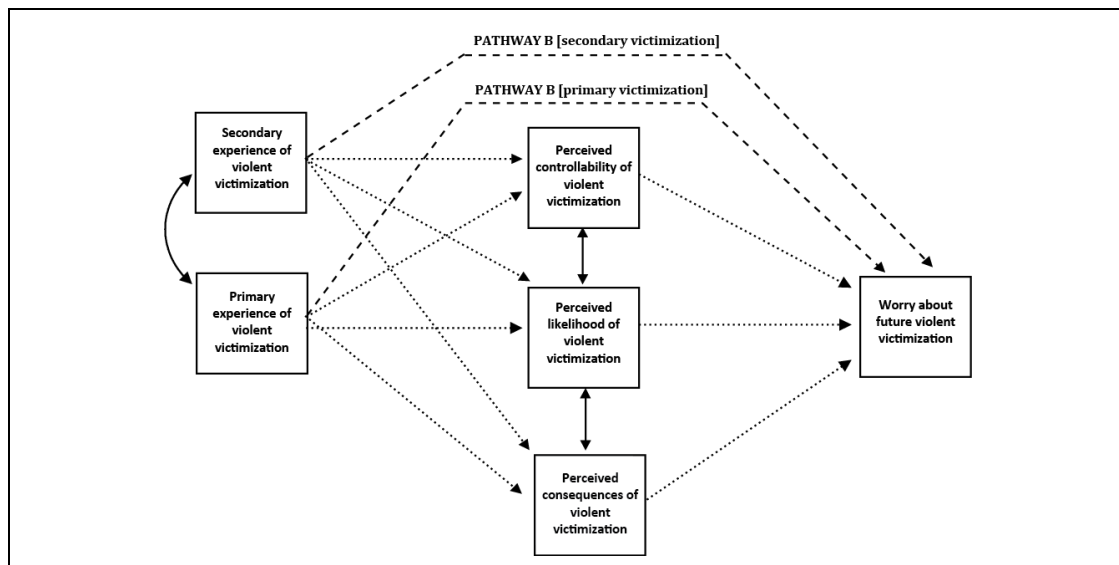 PATHWAY B [secondary victimization]
PATHWAY B [primary victimization]
Secondary
experience of
violent
victimization
Perceived
controllability of
violent
victimization
Primary
experience of
violent
victimization
Perceived
likelihood of
violent
victimization
Worry about
future violent
victimization
Perceived
consequences of
violent
victimization